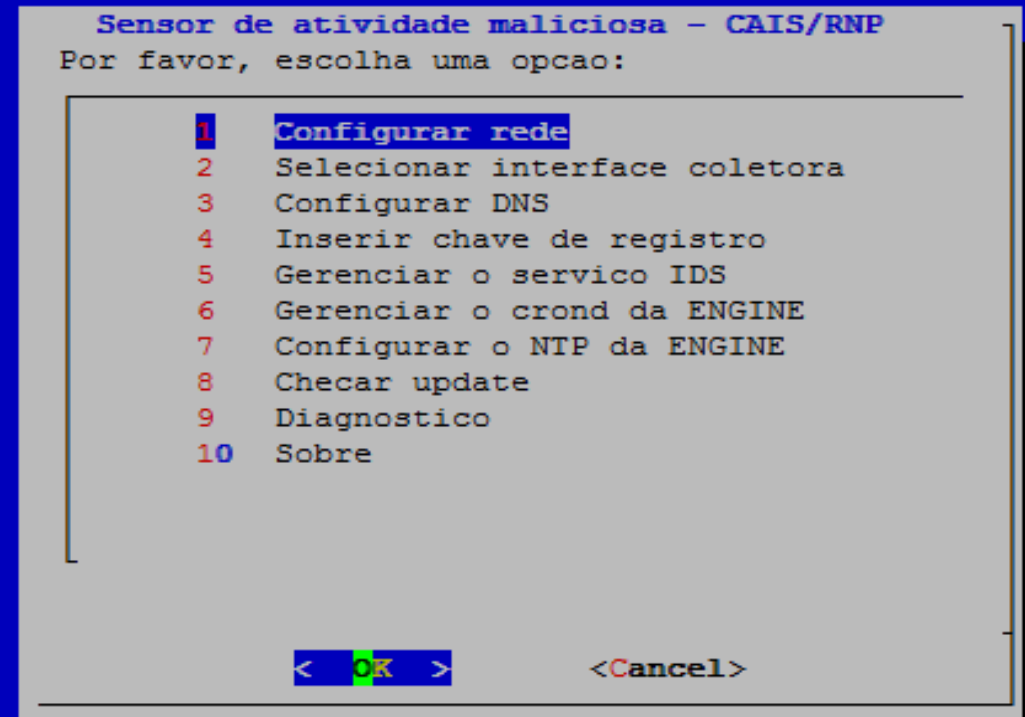 Sensor de atividade maliciosa - CAIS/RNP
Por favor, escolha uma opcao:
1 Configurar rede
2 Selecionar interface coletora
3 Configurar DNS
4 Inserir chave de registro
5 Gerenciar o servico IDS
6 Gerenciar o crond da ENGINE
7 Configurar o NTP da ENGINE
8 Checar update
9 Diagnostico
10 Sobre
< OK > <Cancel>